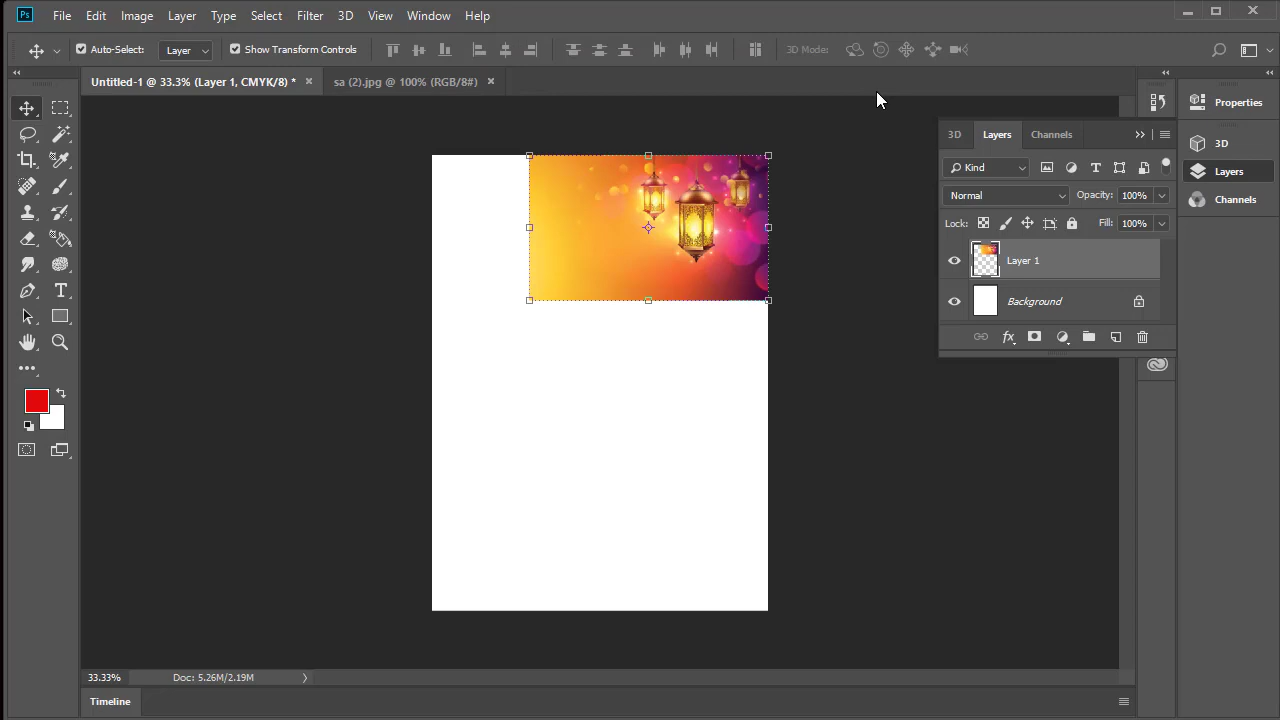 Ps File Edit Image Layer Type Select Filter 3D View Window Help
Auto-Select: Layer Show Transform Controls 3D Mode:
Untitled-1 @ 33.3% (Layer 1, CMYK/8) * × sa (2).jpg @ 100% (RGB/8#) ×
3D Layers Channels
Kind
Normal Opacity: 100%
Lock: Fill: 100%
Layer 1
Background
fx
Properties
3D
Layers
Channels
33.33% Doc: 5.26M/2.19M
Timeline